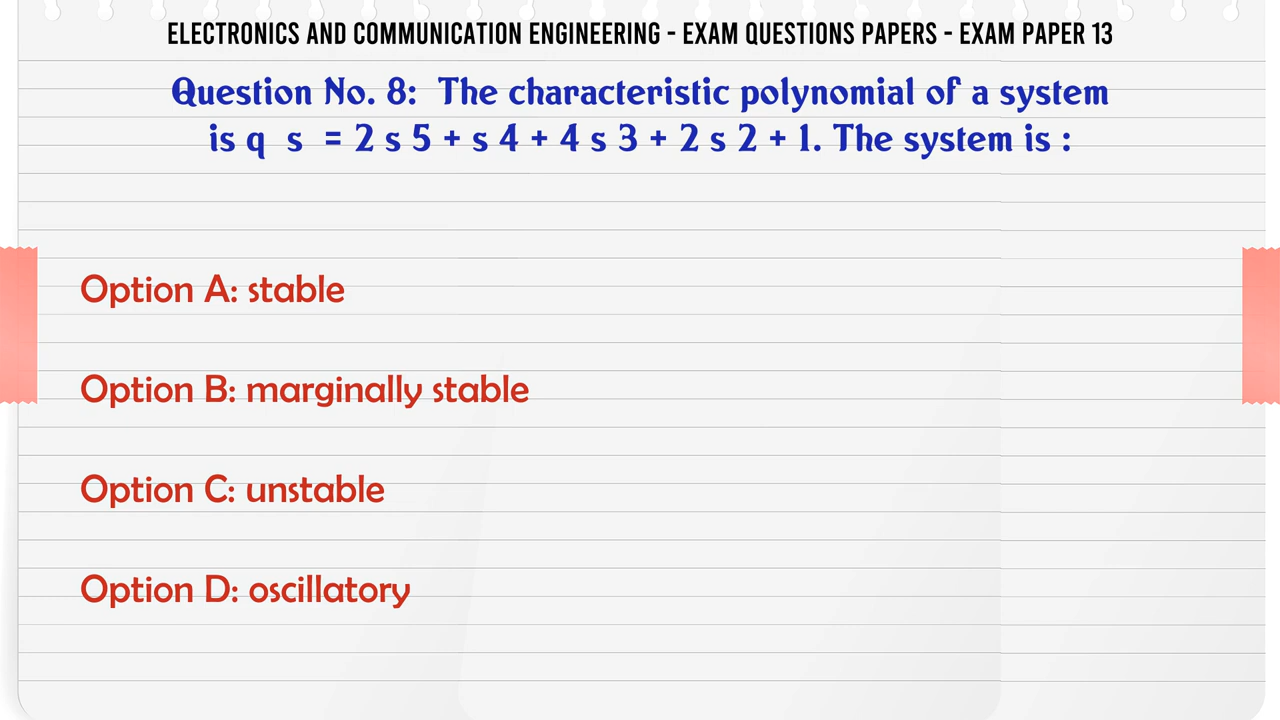 ELECTRONICS AND COMMUNICATION ENGINEERING - EXAM QUESTIONS PAPERS - EXAM PAPER 13
Question No. 8: The characteristic polynomial of a system
is q s = 2 s 5 + s 4 + 4 s 3 + 2 s 2 + 1. The system is :
Option A: stable
Option B: marginally stable
Option C: unstable
Option D: oscillatory